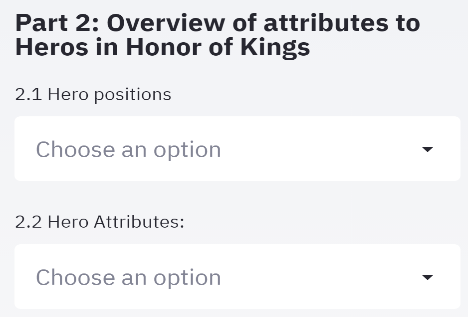 Part 2: Overview of attributes to
Heros in Honor of Kings
2.1 Hero positions
Choose an option
2.2 Hero Attributes:
Choose an option